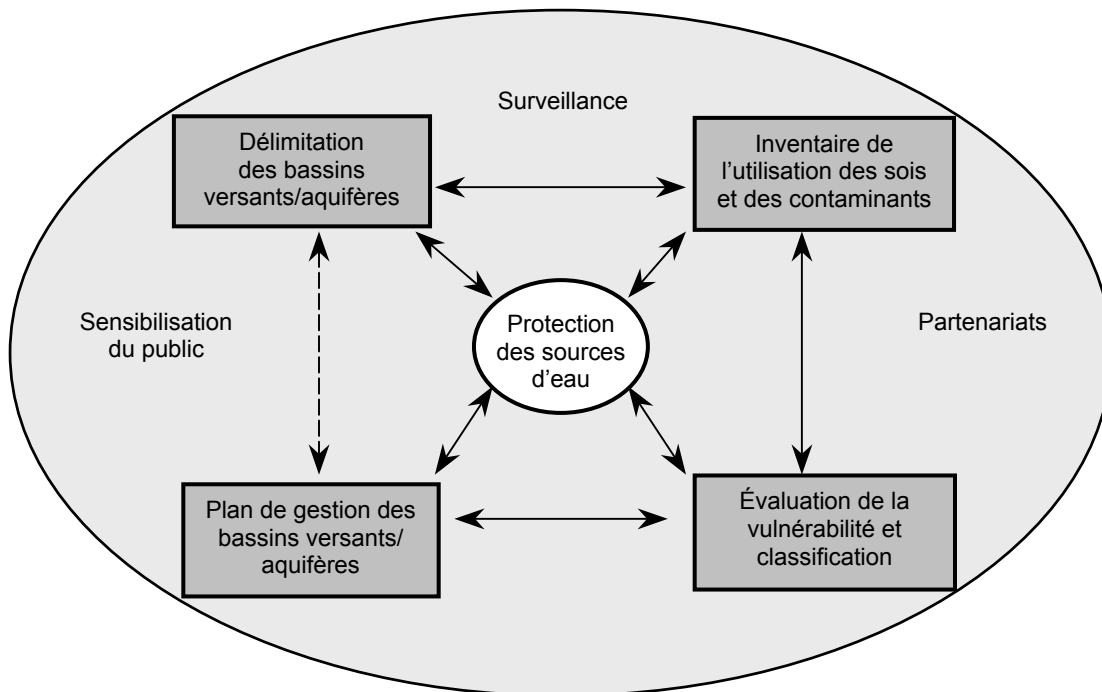 Surveillance
Délimitation
des bassins
versants/aquifères
Inventaire de
l’utilisation des sois
et des contaminants
Sensibilisation
du public
Protection
des sources
d’eau
Partenariats
Plan de gestion des
bassins versants/
aquifères
Évaluation de la
vulnérabilité et
classification